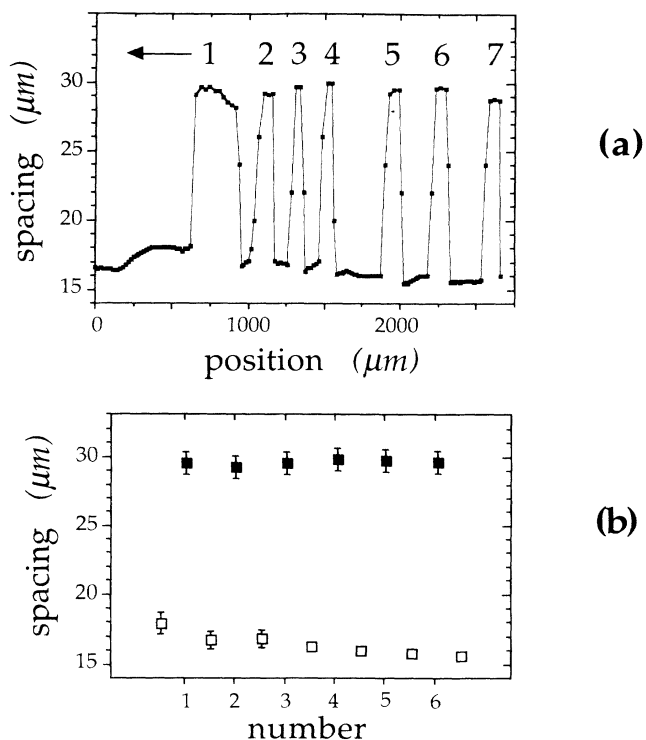 1 2 3 4 5 6 7
30
25
20
15
spacing (μm)
0 1000 2000
position (μm)
(a)
30
25
20
15
spacing (μm)
1 2 3 4 5 6
number
(b)